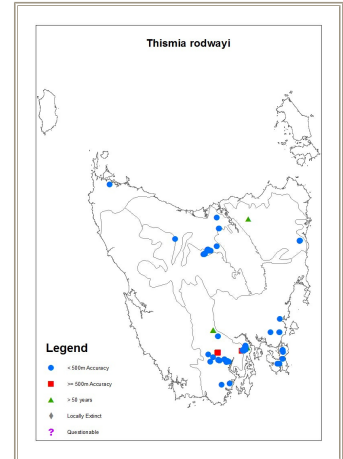 Thismia rodwayi
Legend
< 500m Accuracy
>= 500m Accuracy
> 50 years
Locally Extinct
? Questionable